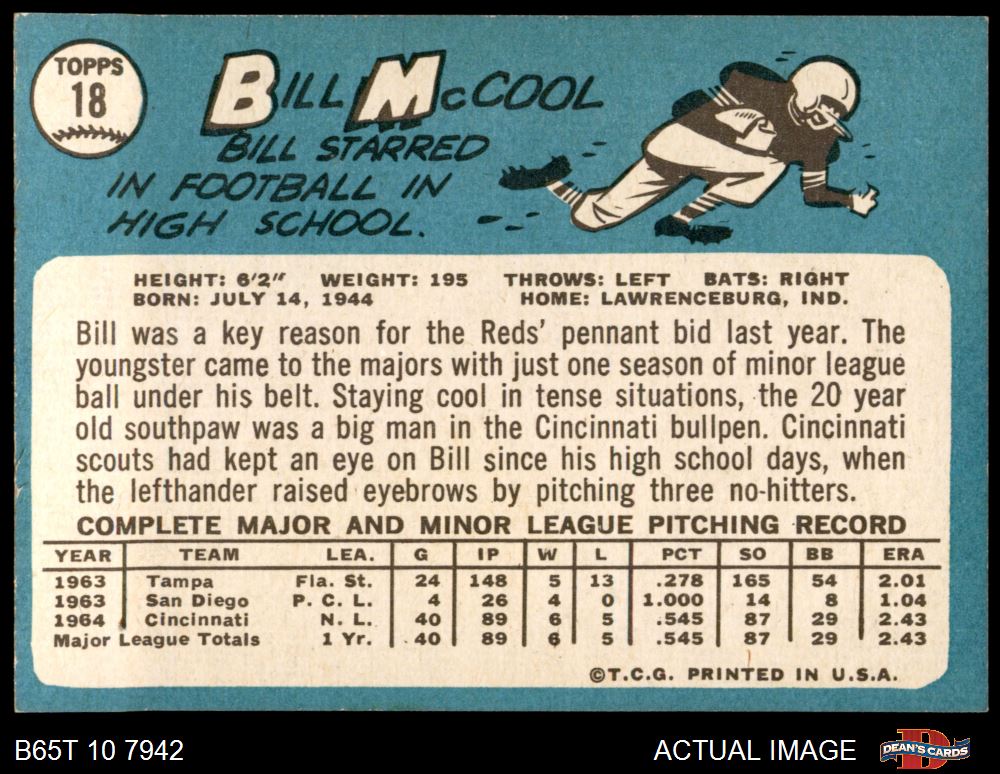 TOPPS
18
BILL McCOOL
BILL STARRED
IN FOOTBALL IN
HIGH SCHOOL.
HEIGHT: 6'2" WEIGHT: 195 THROWS: LEFT BATS: RIGHT
BORN: JULY 14, 1944 HOME: LAWRENCEBURG, IND.
Bill was a key reason for the Reds' pennant bid last year. The
youngster came to the majors with just one season of minor league
ball under his belt. Staying cool in tense situations, the 20 year
old southpaw was a big man in the Cincinnati bullpen. Cincinnati
scouts had kept an eye on Bill since his high school days, when
the lefthander raised eyebrows by pitching three no-hitters.
COMPLETE MAJOR AND MINOR LEAGUE PITCHING RECORD
YEAR TEAM LEA. G IP W L PCT SO BB ERA
1963 Tampa Fla. St. 24 148 5 13 .278 165 54 2.01
1963 San Diego P. C. L. 4 26 4 0 1.000 14 8 1.04
1964 Cincinnati N. L. 40 89 6 5 .545 87 29 2.43
Major League Totals 1 Yr. 40 89 6 5 .545 87 29 2.43
©T.C.G. PRINTED IN U.S.A.
B65T 10 7942 ACTUAL IMAGE DEAN'S CARDS